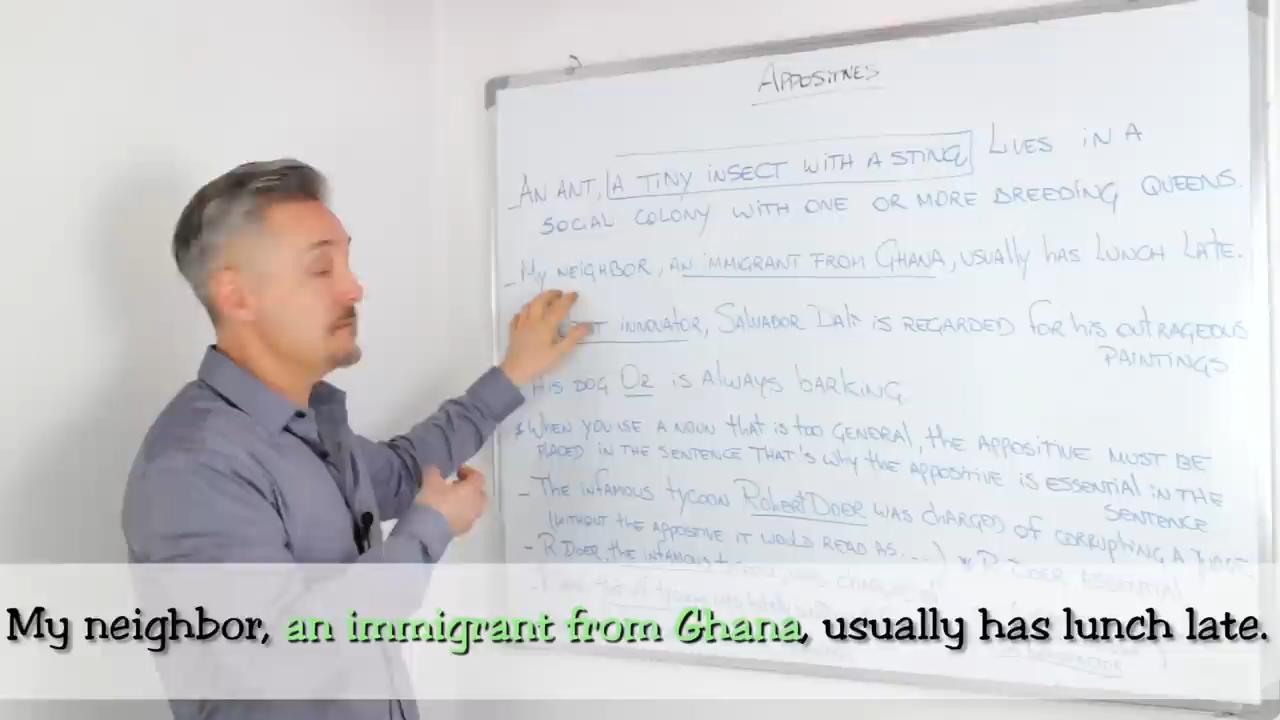 APPOSITIVES
- AN ANT, A TINY INSECT WITH A STING LIVES IN A
SOCIAL COLONY WITH ONE OR MORE BREEDING QUEENS.
- My NEIGHBOR, AN IMMIGRANT FROM GHANA, USUALLY HAS LUNCH LATE.
INNOVATOR, SALVADOR DALI IS REGARDED FOR HIS OUTRAGEOUS
PAINTINGS
HIS DOG OZ IS ALWAYS BARKING
* WHEN YOU USE A NOUN THAT IS TOO GENERAL, THE APPOSITIVE MUST BE
PLACED IN THE SENTENCE THAT'S WHY THE APPOSITIVE IS ESSENTIAL IN THE
SENTENCE
- THE INFAMOUS TYCOON ROBERT DOER WAS CHARGED OF CORRUPTING A JUDGE
(WITHOUT THE APPOSITIVE IT WOULD READ AS....)
- R DOER, THE INFAMOUS
My neighbor, an immigrant from Ghana, usually has lunch late.